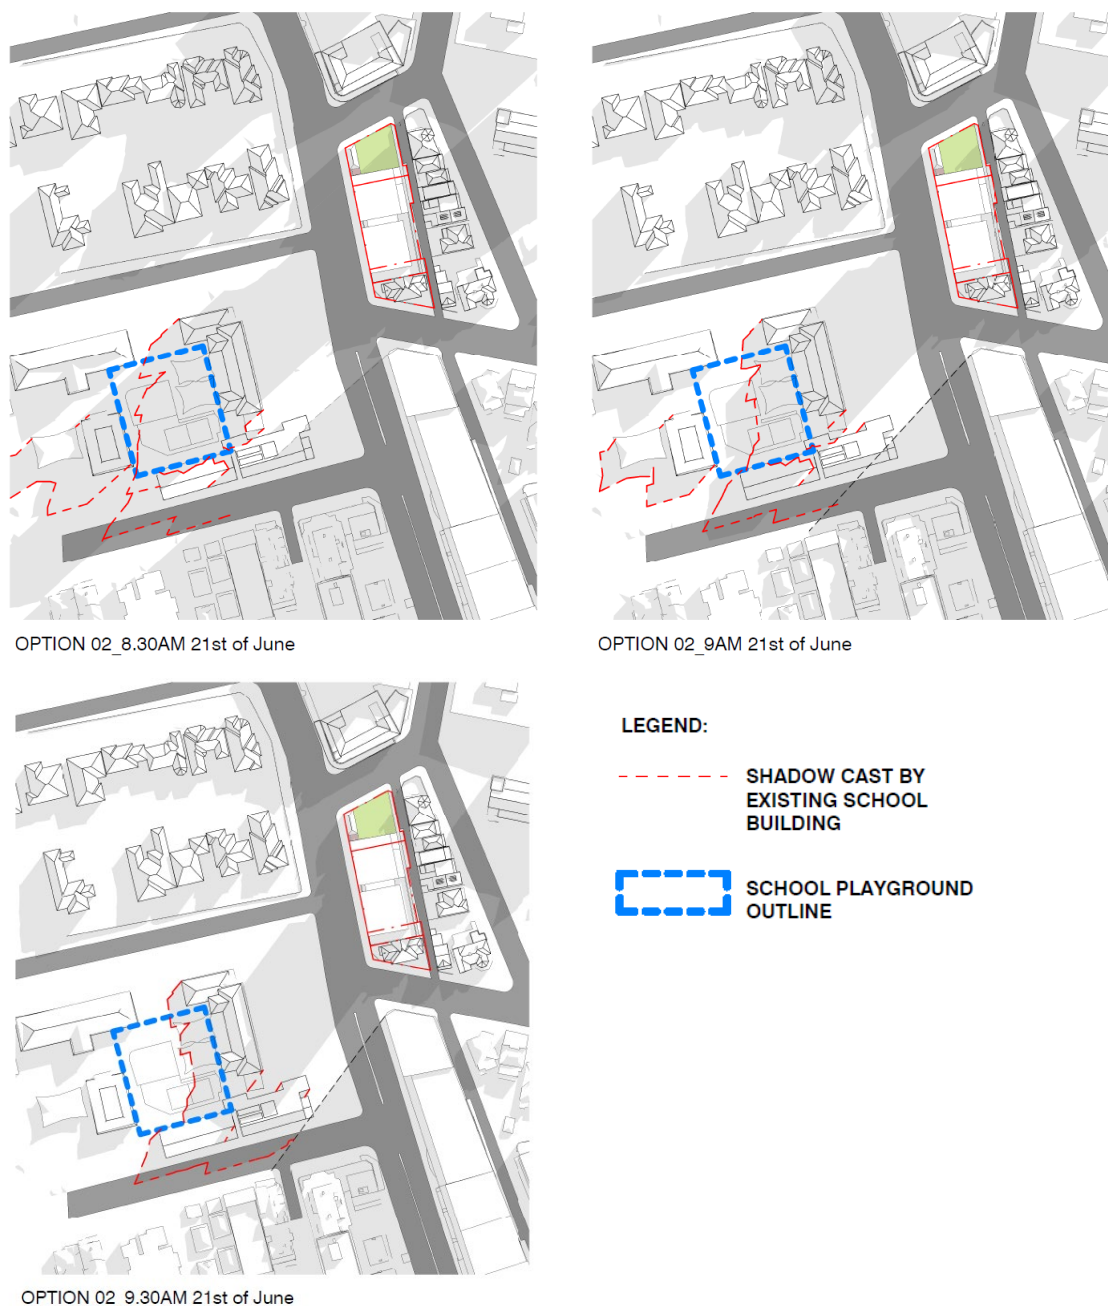 OPTION 02_8.30AM 21st of June
OPTION 02_9AM 21st of June
LEGEND:
SHADOW CAST BY
EXISTING SCHOOL
BUILDING
SCHOOL PLAYGROUND
OUTLINE
OPTION 02_9.30AM 21st of June